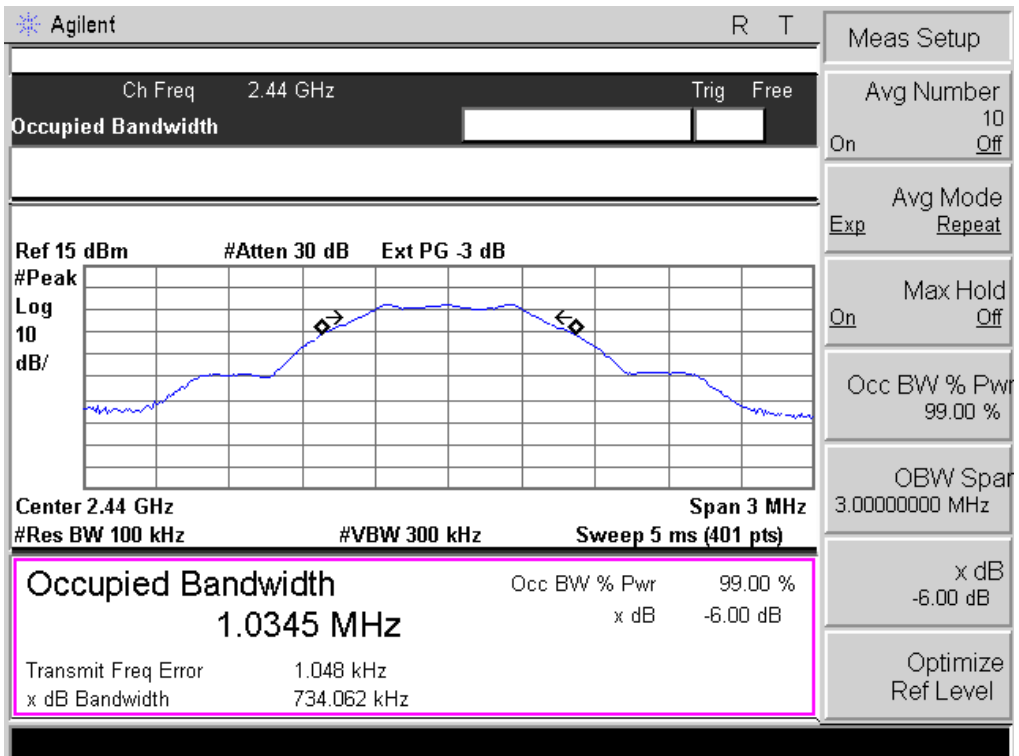 Agilent R T
Ch Freq 2.44 GHz Trig Free
Occupied Bandwidth
Ref 15 dBm #Atten 30 dB Ext PG -3 dB
#Peak
Log
10
dB/
Center 2.44 GHz Span 3 MHz
#Res BW 100 kHz #VBW 300 kHz Sweep 5 ms (401 pts)
Occupied Bandwidth Occ BW % Pwr 99.00 %
1.0345 MHz x dB -6.00 dB
Transmit Freq Error 1.048 kHz
x dB Bandwidth 734.062 kHz
Meas Setup
Avg Number
10
On Off
Avg Mode
Exp Repeat
Max Hold
On Off
Occ BW % Pwr
99.00 %
OBW Span
3.00000000 MHz
x dB
-6.00 dB
Optimize
Ref Level